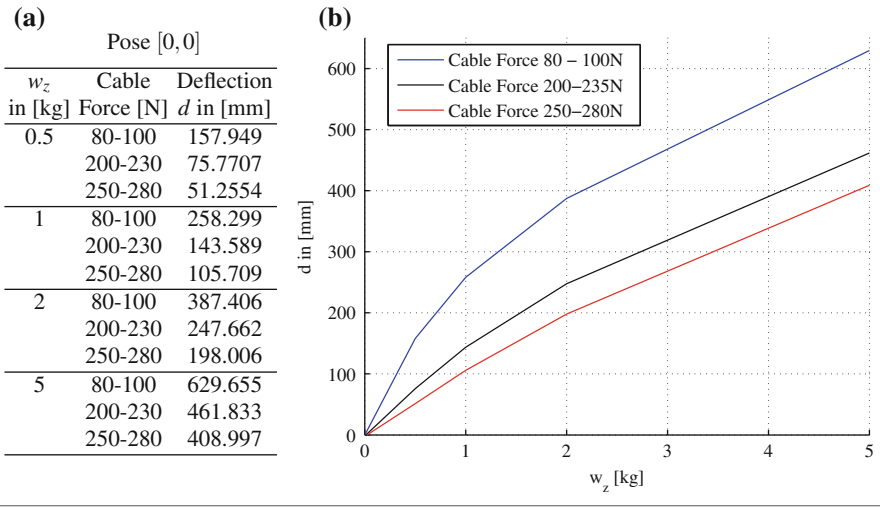 (a)
Pose [0, 0]
w_z Cable Deflection
in [kg] Force [N] d in [mm]
0.5 80-100 157.949
200-230 75.7707
250-280 51.2554
1 80-100 258.299
200-230 143.589
250-280 105.709
2 80-100 387.406
200-230 247.662
250-280 198.006
5 80-100 629.655
200-230 461.833
250-280 408.997
(b)
Cable Force 80 − 100N
Cable Force 200−235N
Cable Force 250−280N
600
500
400
300
200
100
0
d in [mm]
0 1 2 3 4 5
w_z [kg]